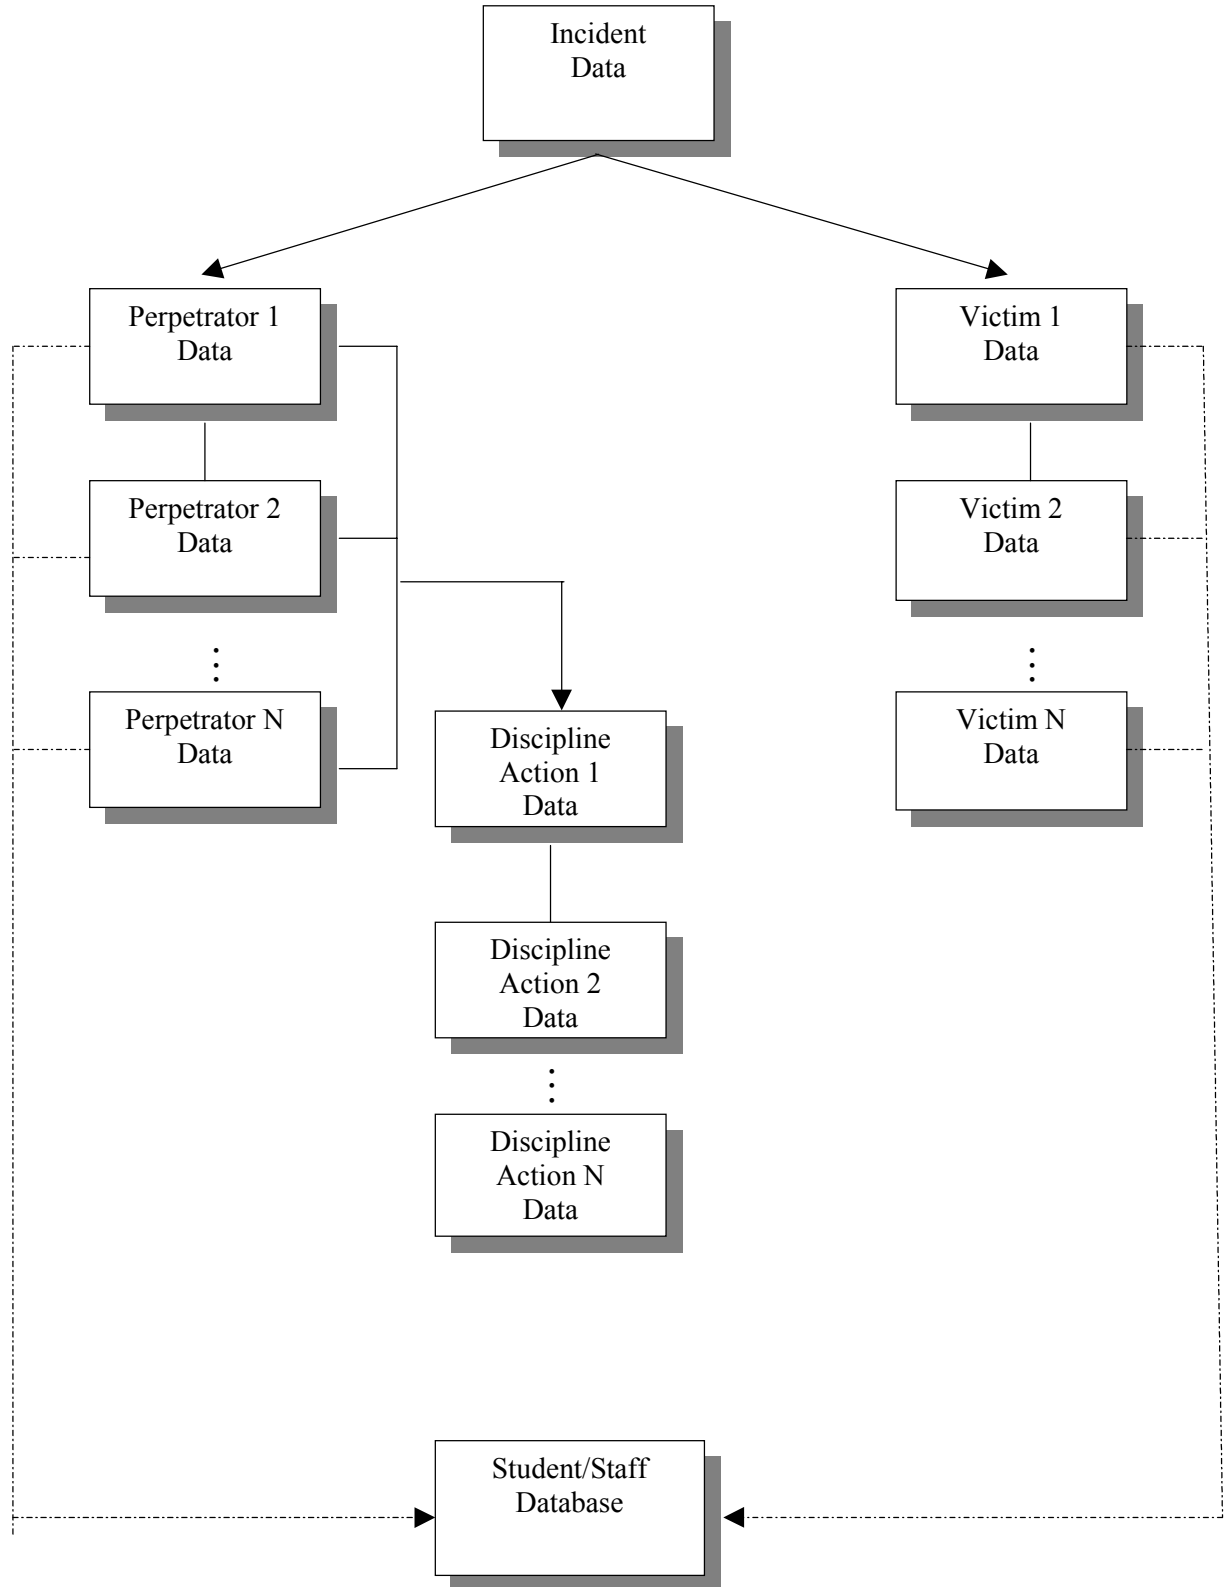 Incident
Data
Perpetrator 1
Data
Victim 1
Data
Perpetrator 2
Data
Victim 2
Data
Perpetrator N
Data
Victim N
Data
Discipline
Action 1
Data
Discipline
Action 2
Data
Discipline
Action N
Data
Student/Staff
Database